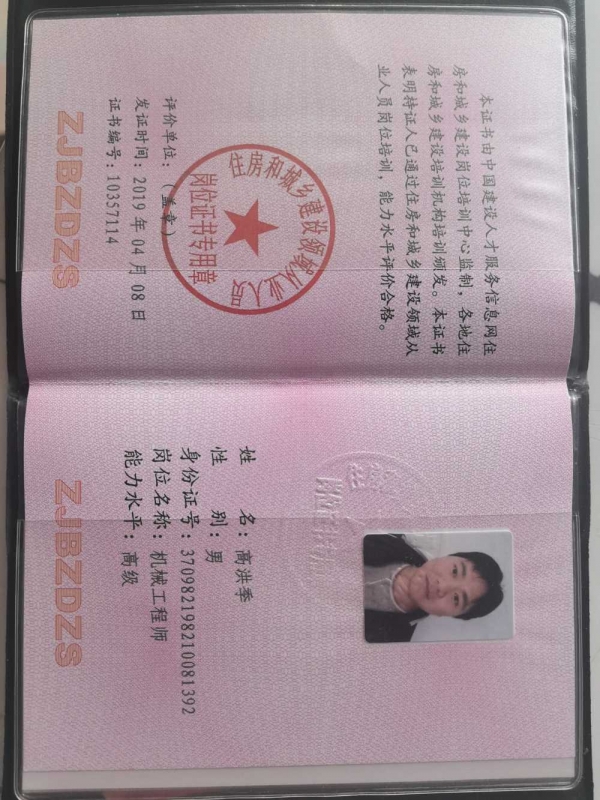 本证书由中国建设人才服务信息网住
房和城乡建设岗位培训中心监制，各地住
房和城乡建设培训机构培训颁发。本证书
表明持证人已通过住房和城乡建设领域从
业人员岗位培训，能力水平评价合格。
住房和城乡建设领域从业人员
岗位证书专用章
评价单位：（盖章）
发证时间：2019 年 04 月 08 日
证书编号：10357114
ZJBZDZS
姓 名：高洪季
性 别：男
身份证号：370982198210081392
岗位名称：机械工程师
能力水平：高级
ZJBZDZS